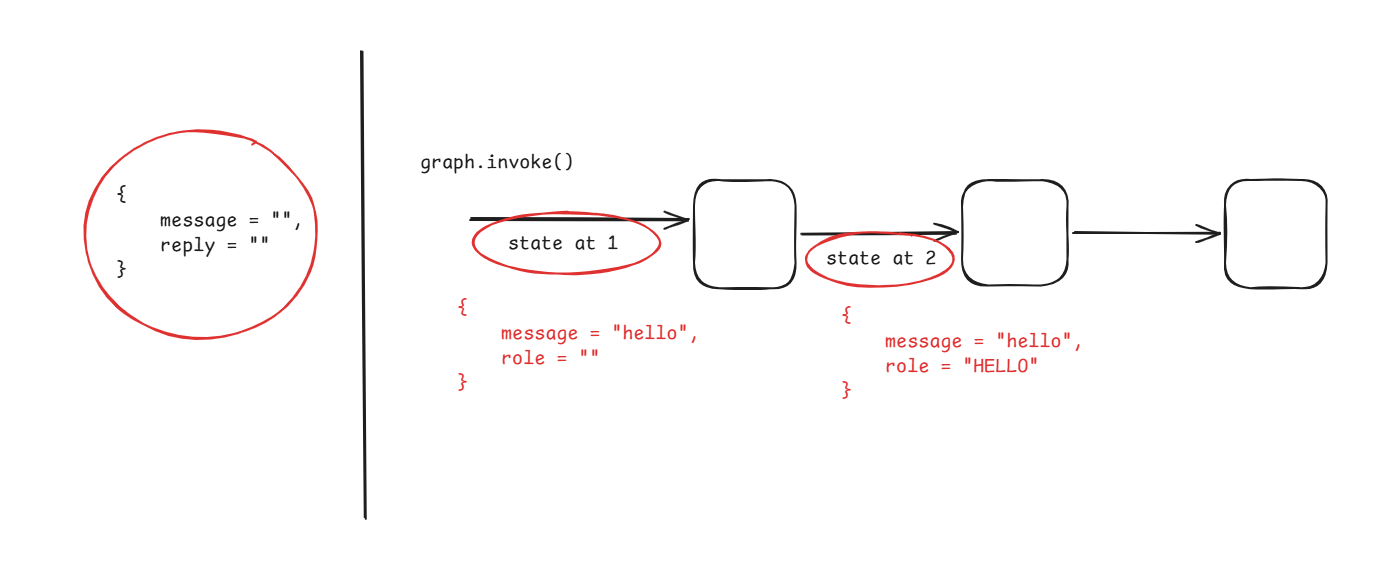 {
message = "",
reply = ""
}
graph.invoke()
state at 1
{
message = "hello",
role = ""
}
state at 2
{
message = "hello",
role = "HELLO"
}